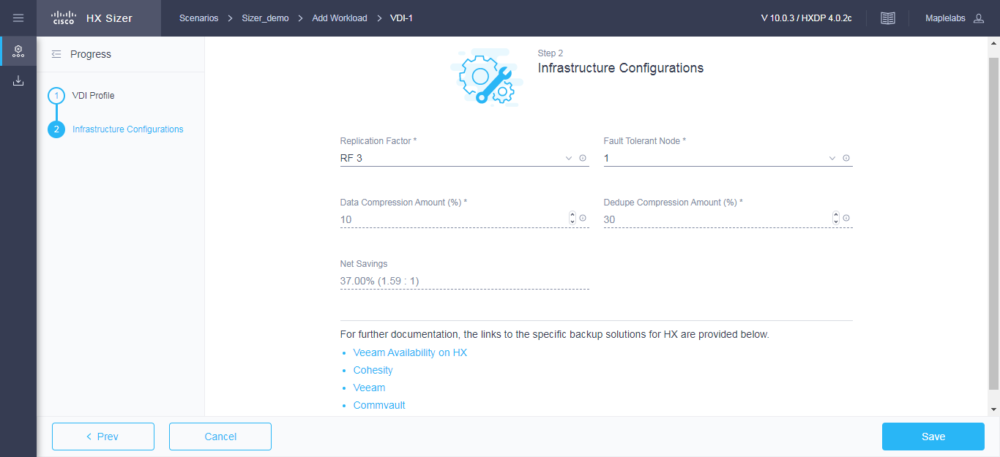 cisco HX Sizer Scenarios > Sizer_demo > Add Workload > VDI-1 V 10.0.3 / HXDP 4.0.2c Maplelabs
Progress
1 VDI Profile
2 Infrastructure Configurations
Step 2
Infrastructure Configurations
Replication Factor * Fault Tolerant Node *
RF 3 1
Data Compression Amount (%) * Dedupe Compression Amount (%) *
10 30
Net Savings
37.00% (1.59 : 1)
For further documentation, the links to the specific backup solutions for HX are provided below.
• Veeam Availability on HX
• Cohesity
• Veeam
• Commvault
< Prev Cancel Save